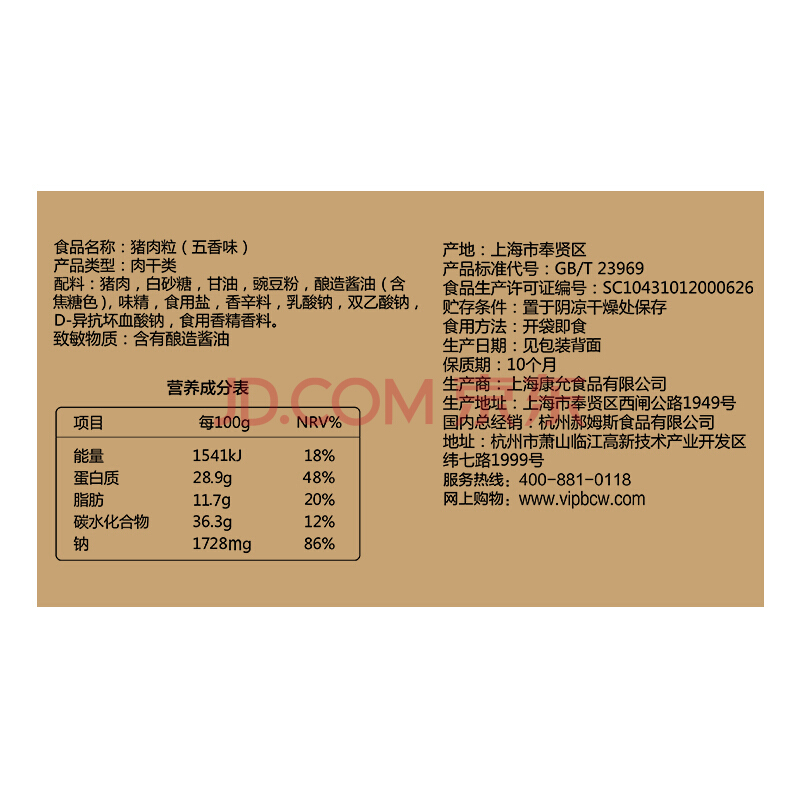 食品名称：猪肉粒（五香味）
产品类型：肉干类
配料：猪肉，白砂糖，甘油，豌豆粉，酿造酱油（含
焦糖色），味精，食用盐，香辛料，乳酸钠，双乙酸钠，
D-异抗坏血酸钠，食用香精香料。
致敏物质：含有酿造酱油
营养成分表
项目 每100g NRV%
能量 1541kJ 18%
蛋白质 28.9g 48%
脂肪 11.7g 20%
碳水化合物 36.3g 12%
钠 1728mg 86%
产地：上海市奉贤区
产品标准代号：GB/T 23969
食品生产许可证编号：SC10431012000626
贮存条件：置于阴凉干燥处保存
食用方法：开袋即食
生产日期：见包装背面
保质期：10个月
生产商：上海康允食品有限公司
生产地址：上海市奉贤区西闸公路1949号
国内总经销：杭州郝姆斯食品有限公司
地址：杭州市萧山临江高新技术产业开发区
纬七路1999号
服务热线：400-881-0118
网上购物：www.vipbcw.com
JD.COM 京东